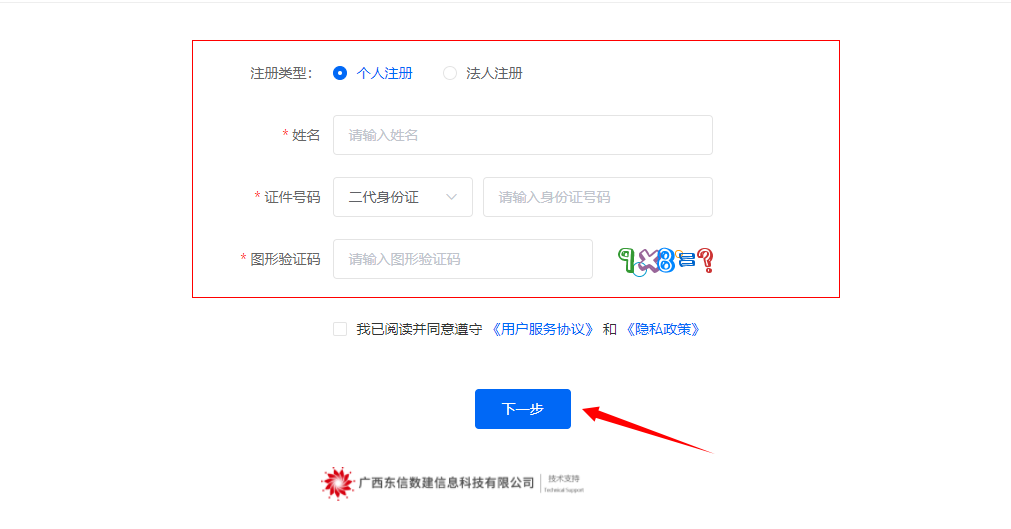 注册类型： 个人注册 法人注册
* 姓名 请输入姓名
* 证件号码 二代身份证 请输入身份证号码
* 图形验证码 请输入图形验证码 9×8=?
我已阅读并同意遵守 《用户服务协议》 和 《隐私政策》
下一步
广西东信数建信息科技有限公司 技术支持
Technical Support